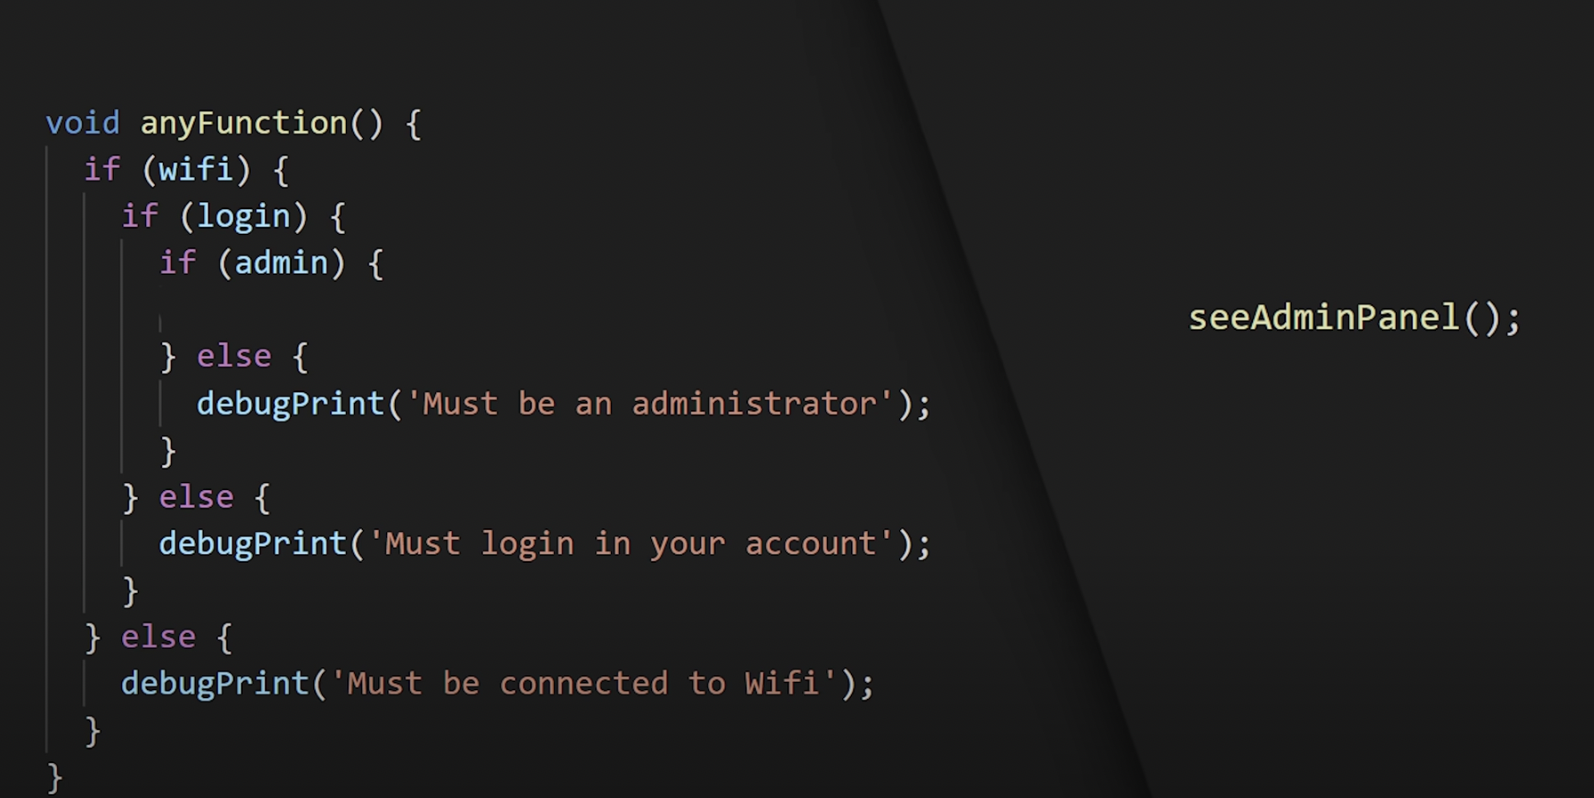 void anyFunction() {
if (wifi) {
if (login) {
if (admin) {
} else {
debugPrint('Must be an administrator');
}
} else {
debugPrint('Must login in your account');
}
} else {
debugPrint('Must be connected to Wifi');
}
}
seeAdminPanel();